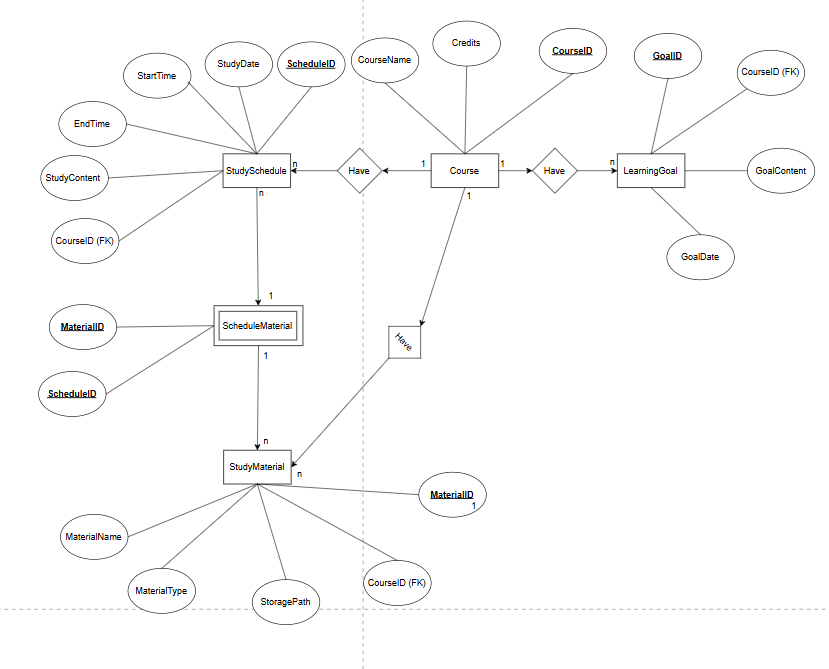 Credits
CourseID
CourseName
StudyDate
ScheduleID
GoalID
StartTime
CourseID (FK)
EndTime
StudySchedule
n
Have
1
Course
1
Have
n
LearningGoal
GoalContent
StudyContent
n
1
CourseID (FK)
GoalDate
1
MaterialID
ScheduleMaterial
Have
1
ScheduleID
n
StudyMaterial
n
MaterialID
1
MaterialName
MaterialType
StoragePath
CourseID (FK)